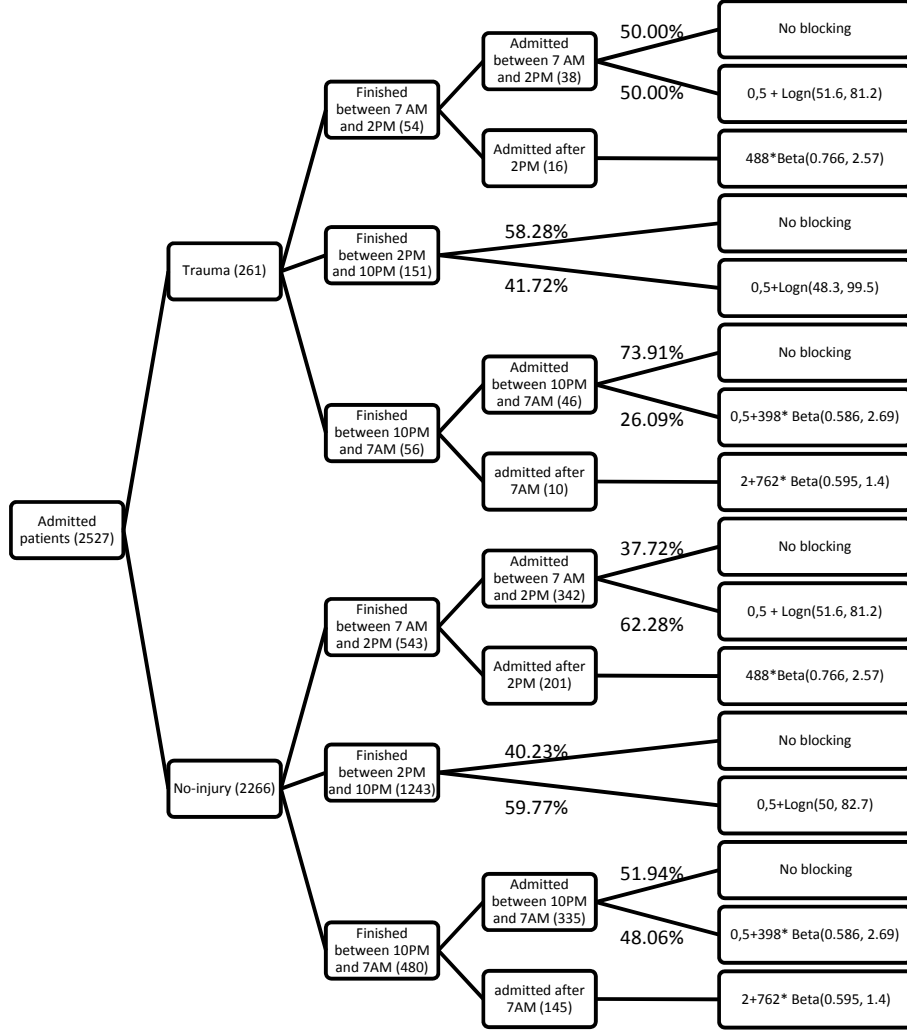 Admitted
patients (2527)
Trauma (261)
Finished
between 7 AM
and 2PM (54)
Admitted
between 7 AM
and 2PM (38)
50.00%
No blocking
50.00%
0,5 + Logn(51.6, 81.2)
Admitted after
2PM (16)
488*Beta(0.766, 2.57)
Finished
between 2PM
and 10PM (151)
58.28%
No blocking
41.72%
0,5+Logn(48.3, 99.5)
Finished
between 10PM
and 7AM (56)
Admitted
between 10PM
and 7AM (46)
73.91%
No blocking
26.09%
0,5+398* Beta(0.586, 2.69)
admitted after
7AM (10)
2+762* Beta(0.595, 1.4)
No-injury (2266)
Finished
between 7 AM
and 2PM (543)
Admitted
between 7 AM
and 2PM (342)
37.72%
No blocking
62.28%
0,5 + Logn(51.6, 81.2)
Admitted after
2PM (201)
488*Beta(0.766, 2.57)
Finished
between 2PM
and 10PM (1243)
40.23%
No blocking
59.77%
0,5+Logn(50, 82.7)
Finished
between 10PM
and 7AM (480)
Admitted
between 10PM
and 7AM (335)
51.94%
No blocking
48.06%
0,5+398* Beta(0.586, 2.69)
admitted after
7AM (145)
2+762* Beta(0.595, 1.4)